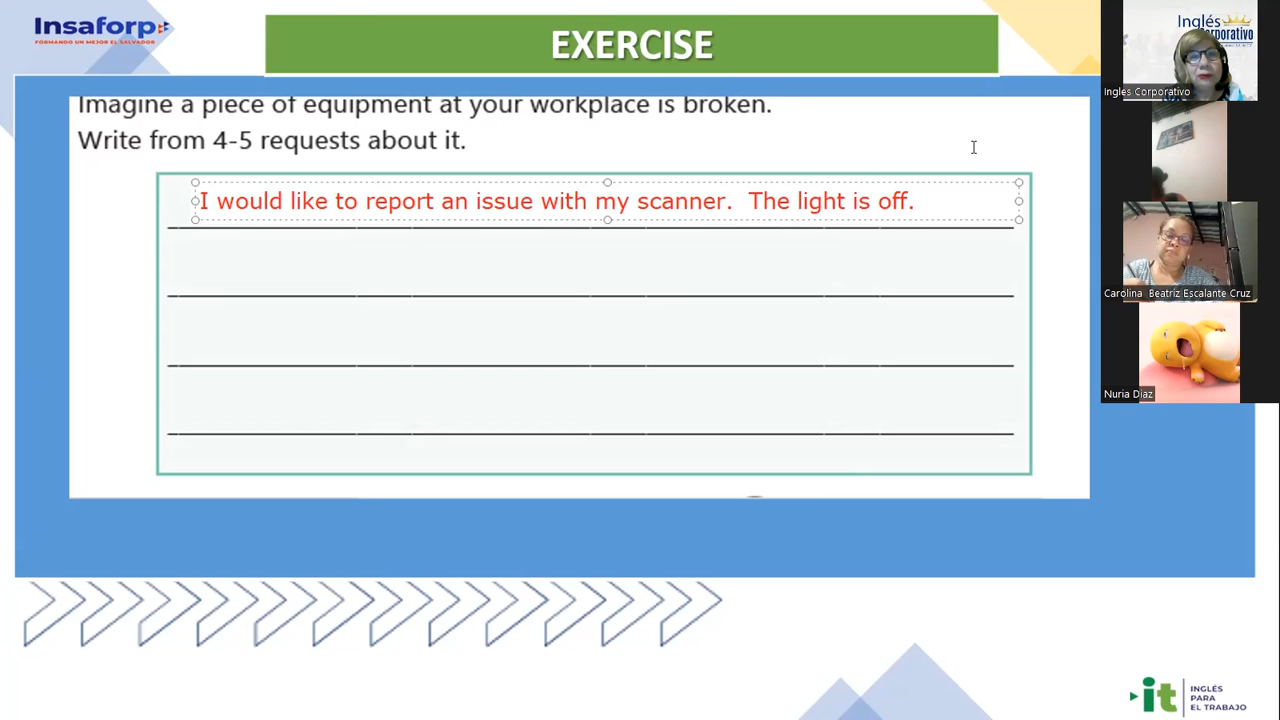 Insaforp
FORMANDO UN MEJOR EL SALVADOR
EXERCISE
Imagine a piece of equipment at your workplace is broken.
Write from 4-5 requests about it.
I would like to report an issue with my scanner.  The light is off.
Inglés
Corporativo
Ingles Corporativo
Carolina Beatriz Escalante Cruz
Nuria Diaz
it
INGLÉS
PARA
EL TRABAJO